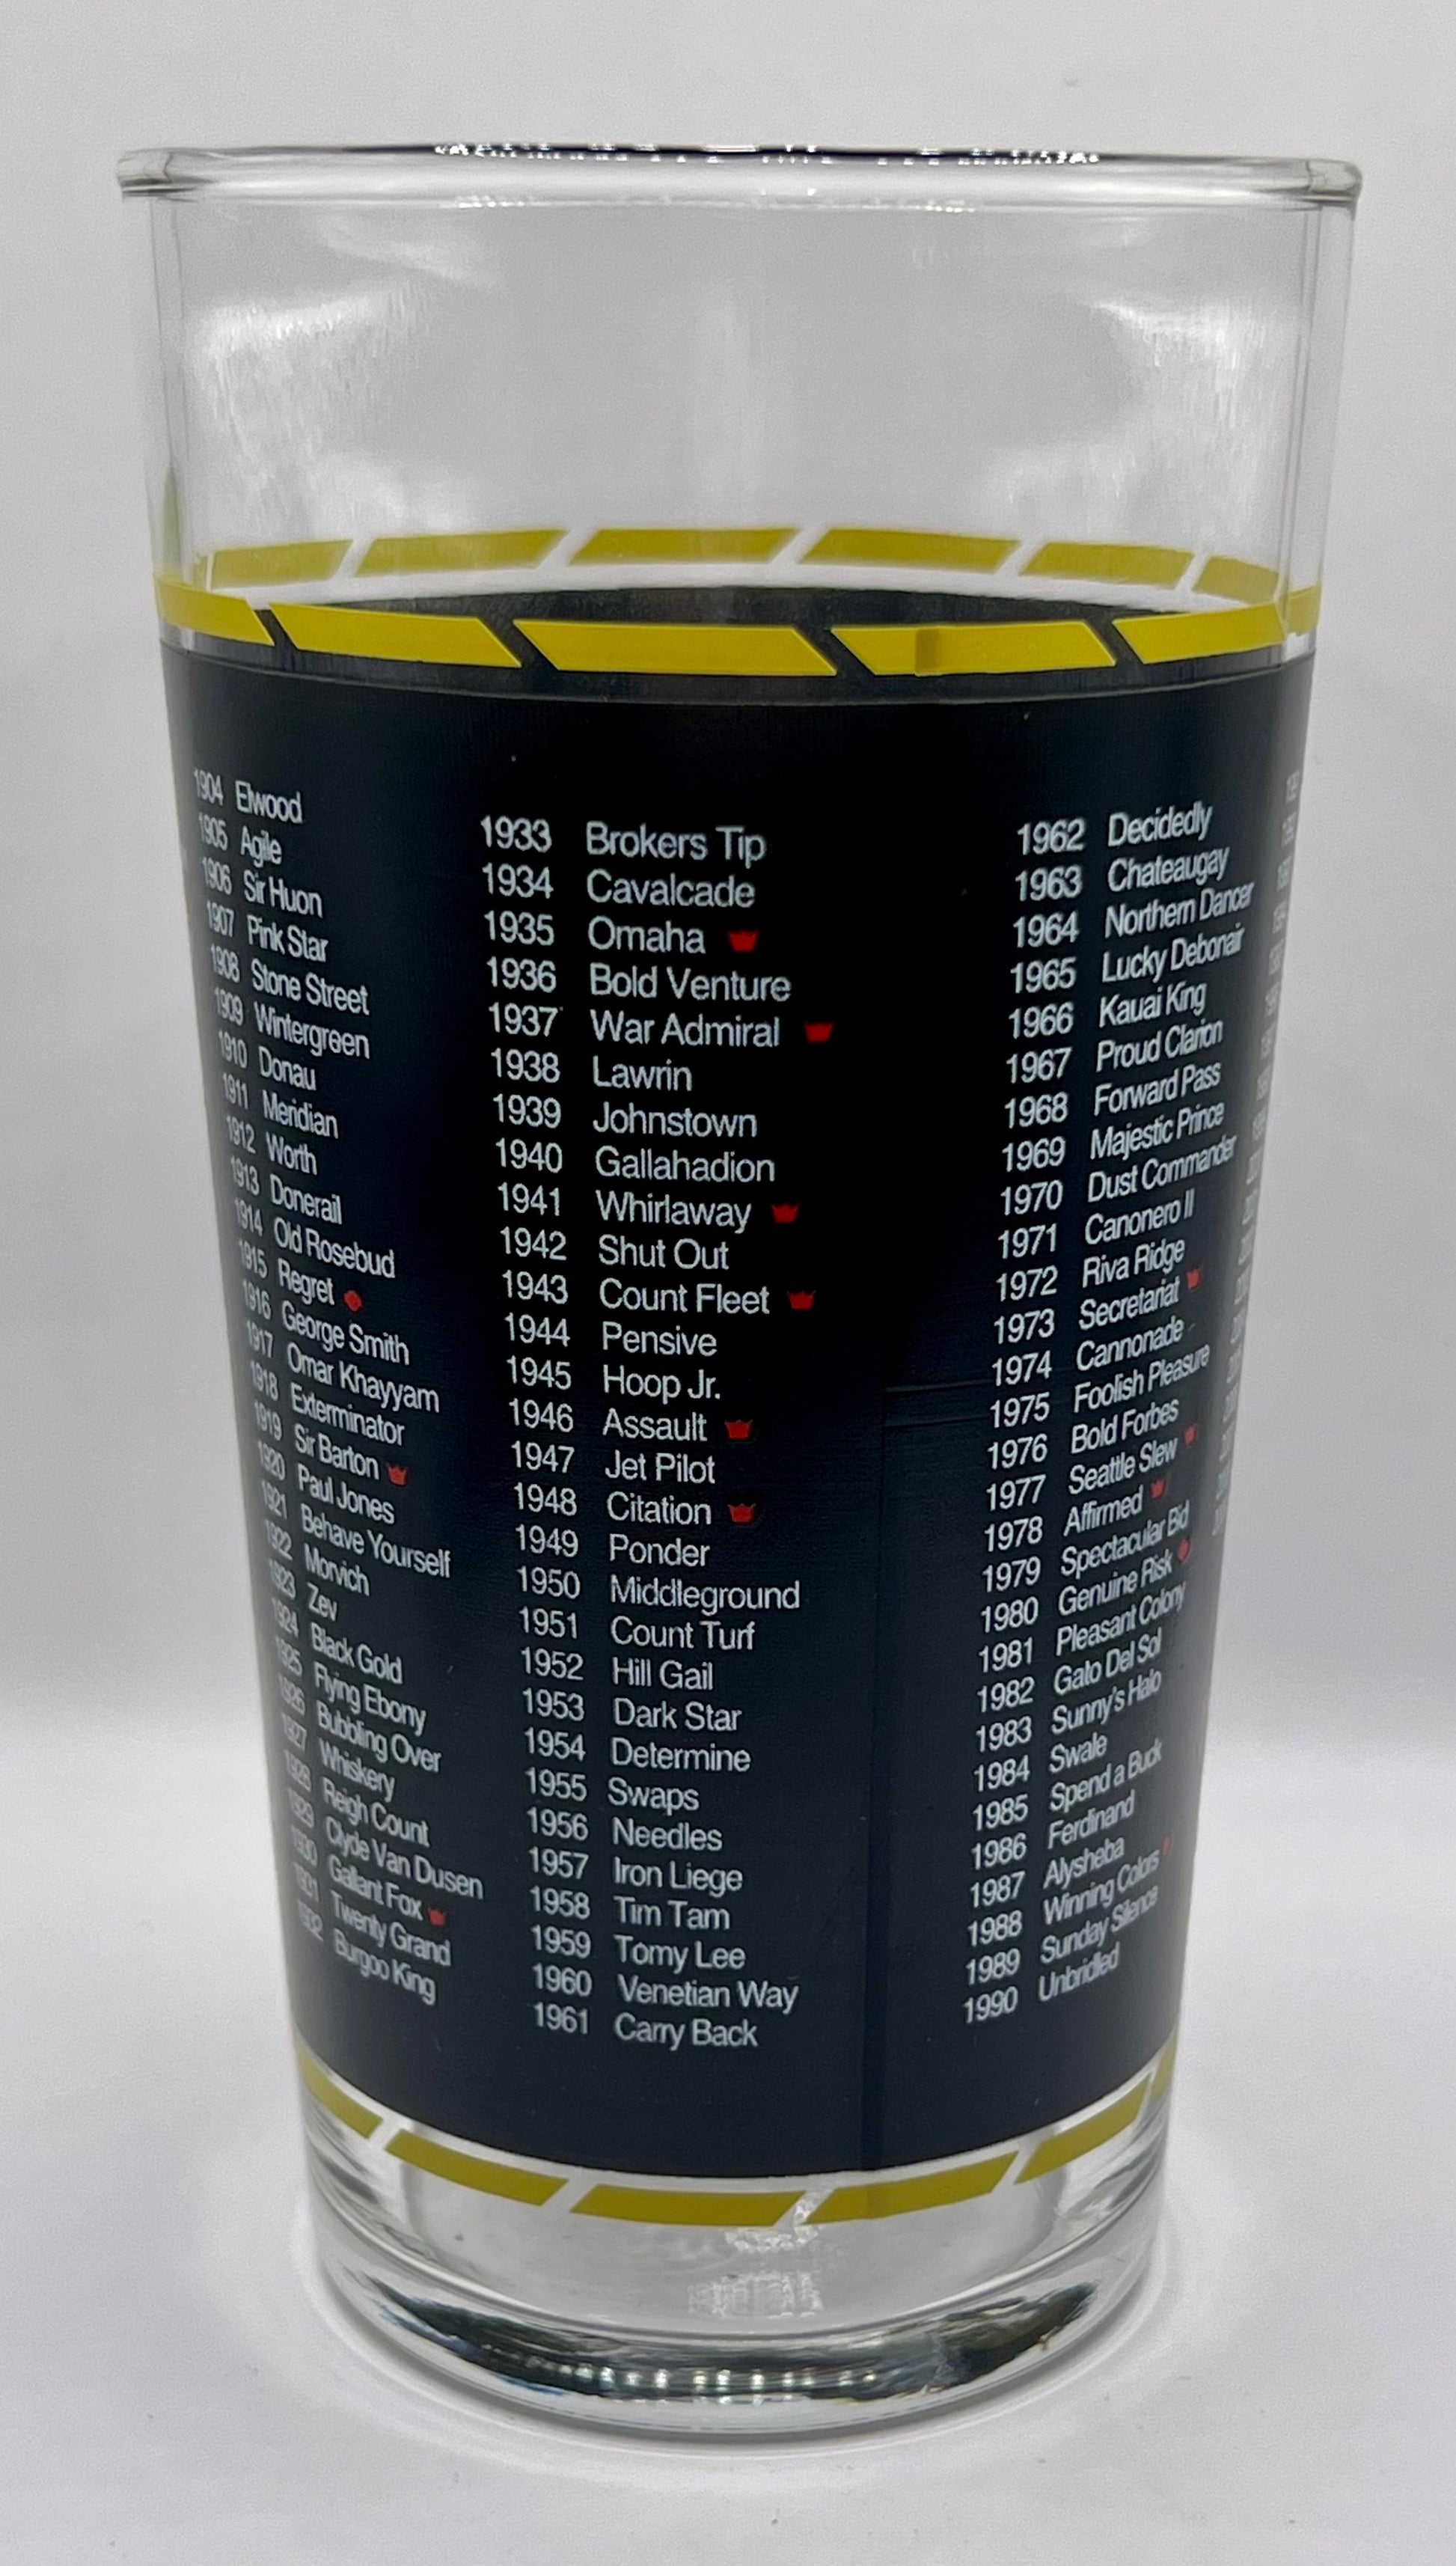 1904 Elwood
1905 Agile
1906 Sir Huon
1907 Pink Star
1908 Stone Street
1909 Wintergreen
1910 Donau
1911 Meridian
1912 Worth
1913 Donerail
1914 Old Rosebud
1915 Regret
1916 George Smith
1917 Omar Khayyam
1918 Exterminator
1919 Sir Barton
1920 Paul Jones
1921 Behave Yourself
1922 Morvich
1923 Zev
1924 Black Gold
1925 Flying Ebony
1926 Bubbling Over
1927 Whiskery
1928 Reigh Count
1929 Clyde Van Dusen
1930 Gallant Fox
1931 Twenty Grand
1932 Burgoo King
1933 Brokers Tip
1934 Cavalcade
1935 Omaha
1936 Bold Venture
1937 War Admiral
1938 Lawrin
1939 Johnstown
1940 Gallahadion
1941 Whirlaway
1942 Shut Out
1943 Count Fleet
1944 Pensive
1945 Hoop Jr.
1946 Assault
1947 Jet Pilot
1948 Citation
1949 Ponder
1950 Middleground
1951 Count Turf
1952 Hill Gail
1953 Dark Star
1954 Determine
1955 Swaps
1956 Needles
1957 Iron Liege
1958 Tim Tam
1959 Tomy Lee
1960 Venetian Way
1961 Carry Back
1962 Decidedly
1963 Chateaugay
1964 Northern Dancer
1965 Lucky Debonair
1966 Kauai King
1967 Proud Clarion
1968 Forward Pass
1969 Majestic Prince
1970 Dust Commander
1971 Canonero II
1972 Riva Ridge
1973 Secretariat
1974 Cannonade
1975 Foolish Pleasure
1976 Bold Forbes
1977 Seattle Slew
1978 Affirmed
1979 Spectacular Bid
1980 Genuine Risk
1981 Pleasant Colony
1982 Gato Del Sol
1983 Sunny's Halo
1984 Swale
1985 Spend a Buck
1986 Ferdinand
1987 Alysheba
1988 Winning Colors
1989 Sunday Silence
1990 Unbridled